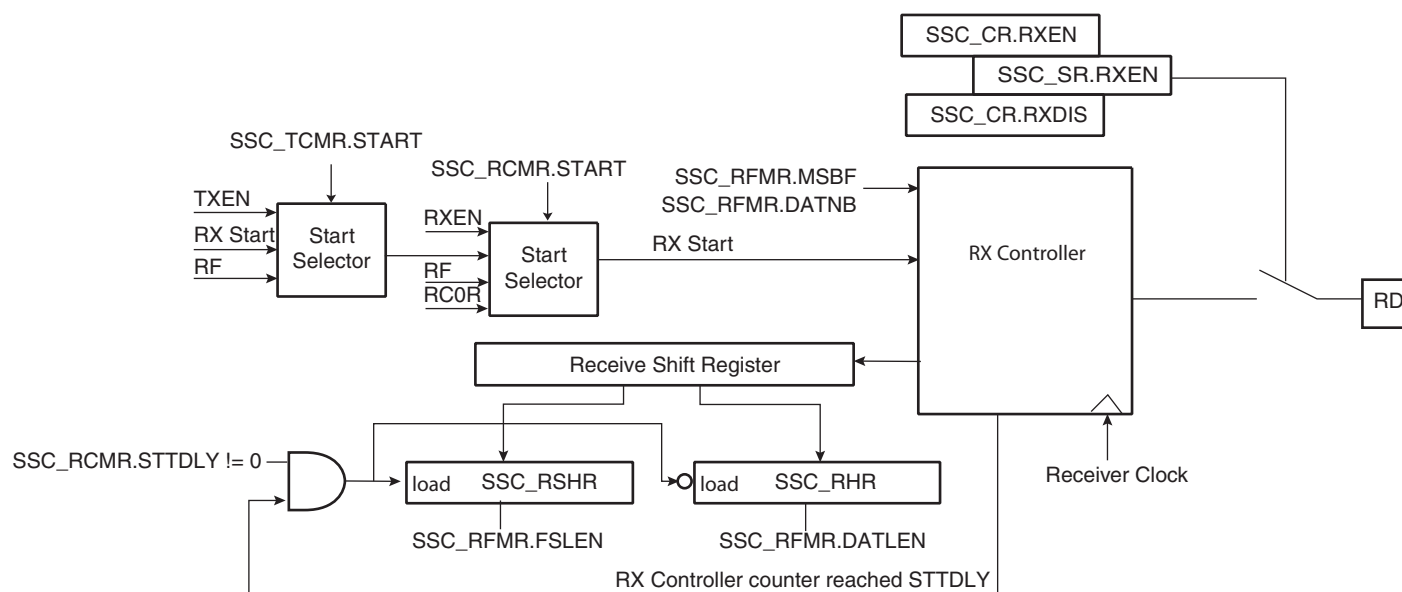 SSC_CR.RXEN
SSC_SR.RXEN
SSC_CR.RXDIS
SSC_TCMR.START
SSC_RCMR.START
SSC_RFMR.MSBF
SSC_RFMR.DATNB
TXEN
RX Start
RF
Start
Selector
RXEN
RF
RC0R
Start
Selector
RX Start
RX Controller
RD
Receive Shift Register
SSC_RCMR.STTDLY != 0
load SSC_RSHR
load SSC_RHR
Receiver Clock
SSC_RFMR.FSLEN
SSC_RFMR.DATLEN
RX Controller counter reached STTDLY